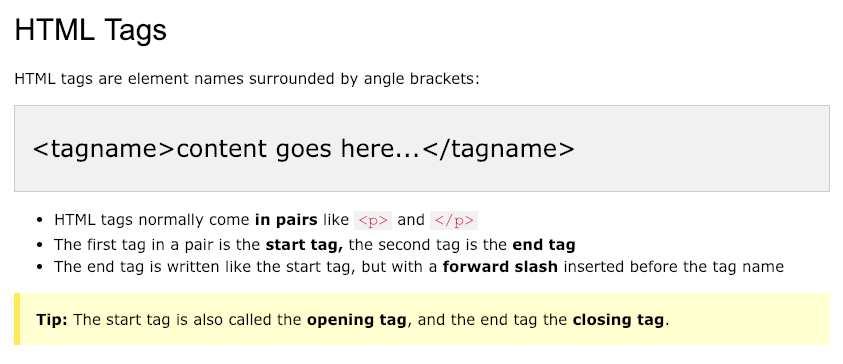 HTML Tags
HTML tags are element names surrounded by angle brackets:
<tagname>content goes here...</tagname>
• HTML tags normally come in pairs like <p> and </p>
• The first tag in a pair is the start tag, the second tag is the end tag
• The end tag is written like the start tag, but with a forward slash inserted before the tag name
Tip: The start tag is also called the opening tag, and the end tag the closing tag.